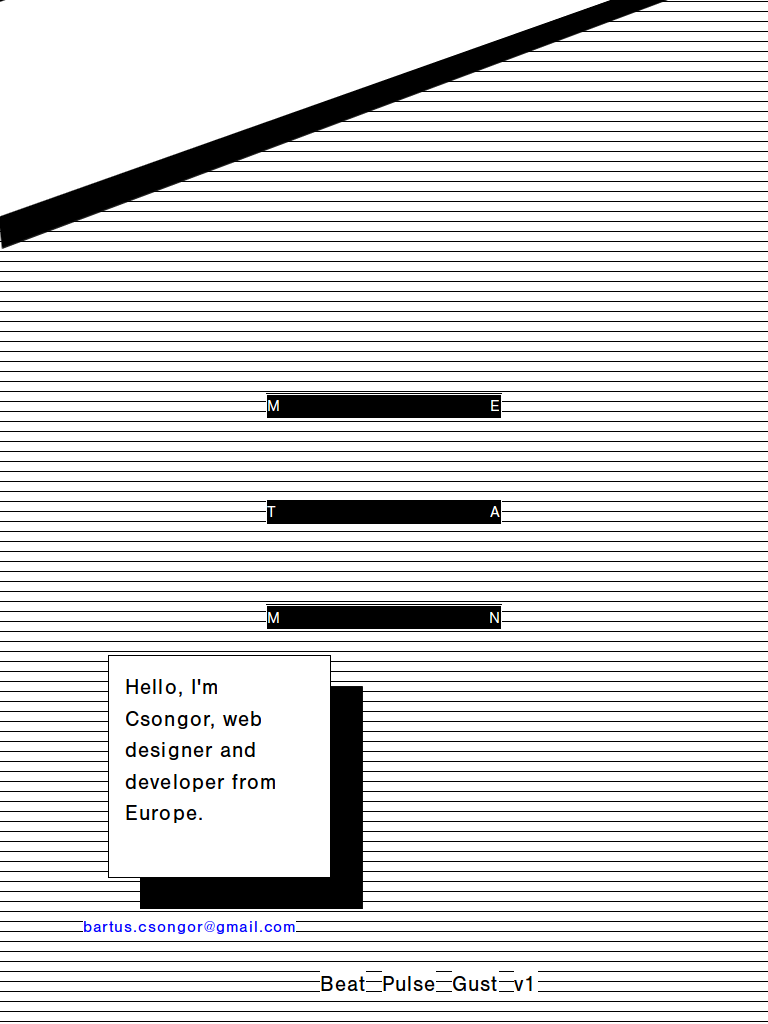 M E
T A
M N
Hello, I'm
Csongor, web
designer and
developer from
Europe.
bartus.csongor@gmail.com
Beat Pulse Gust v1